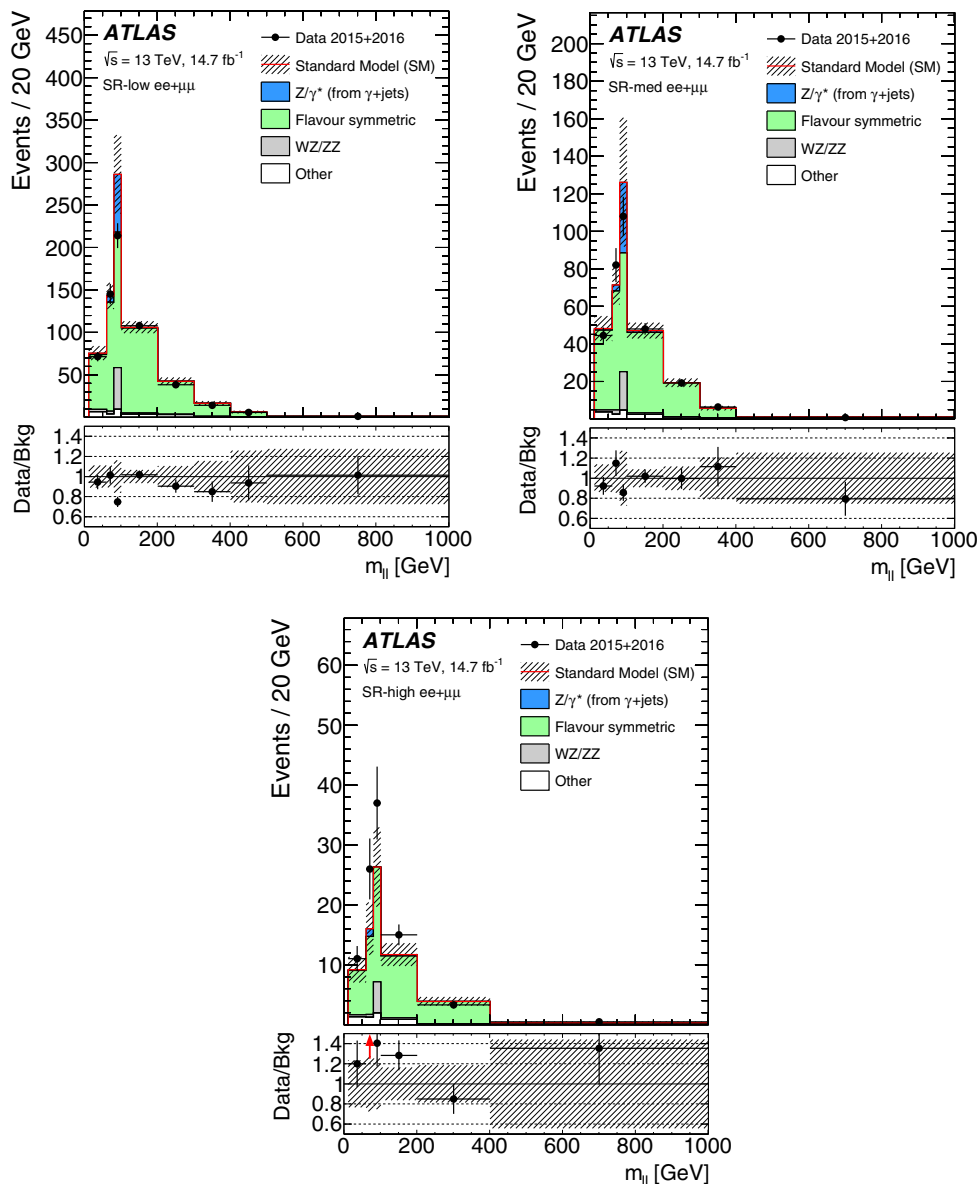 ATLAS
√s = 13 TeV, 14.7 fb⁻¹
SR-low ee+μμ
Data 2015+2016
Standard Model (SM)
Z/γ* (from γ+jets)
Flavour symmetric
WZ/ZZ
Other
Events / 20 GeV
450
400
350
300
250
200
150
100
50
Data/Bkg
1.4
1.2
1
0.8
0.6
0 200 400 600 800 1000
m_ll [GeV]
ATLAS
√s = 13 TeV, 14.7 fb⁻¹
SR-med ee+μμ
Data 2015+2016
Standard Model (SM)
Z/γ* (from γ+jets)
Flavour symmetric
WZ/ZZ
Other
Events / 20 GeV
200
180
160
140
120
100
80
60
40
20
Data/Bkg
1.4
1.2
1
0.8
0.6
0 200 400 600 800 1000
m_ll [GeV]
ATLAS
√s = 13 TeV, 14.7 fb⁻¹
SR-high ee+μμ
Data 2015+2016
Standard Model (SM)
Z/γ* (from γ+jets)
Flavour symmetric
WZ/ZZ
Other
Events / 20 GeV
60
50
40
30
20
10
Data/Bkg
1.4
1.2
1
0.8
0.6
0 200 400 600 800 1000
m_ll [GeV]